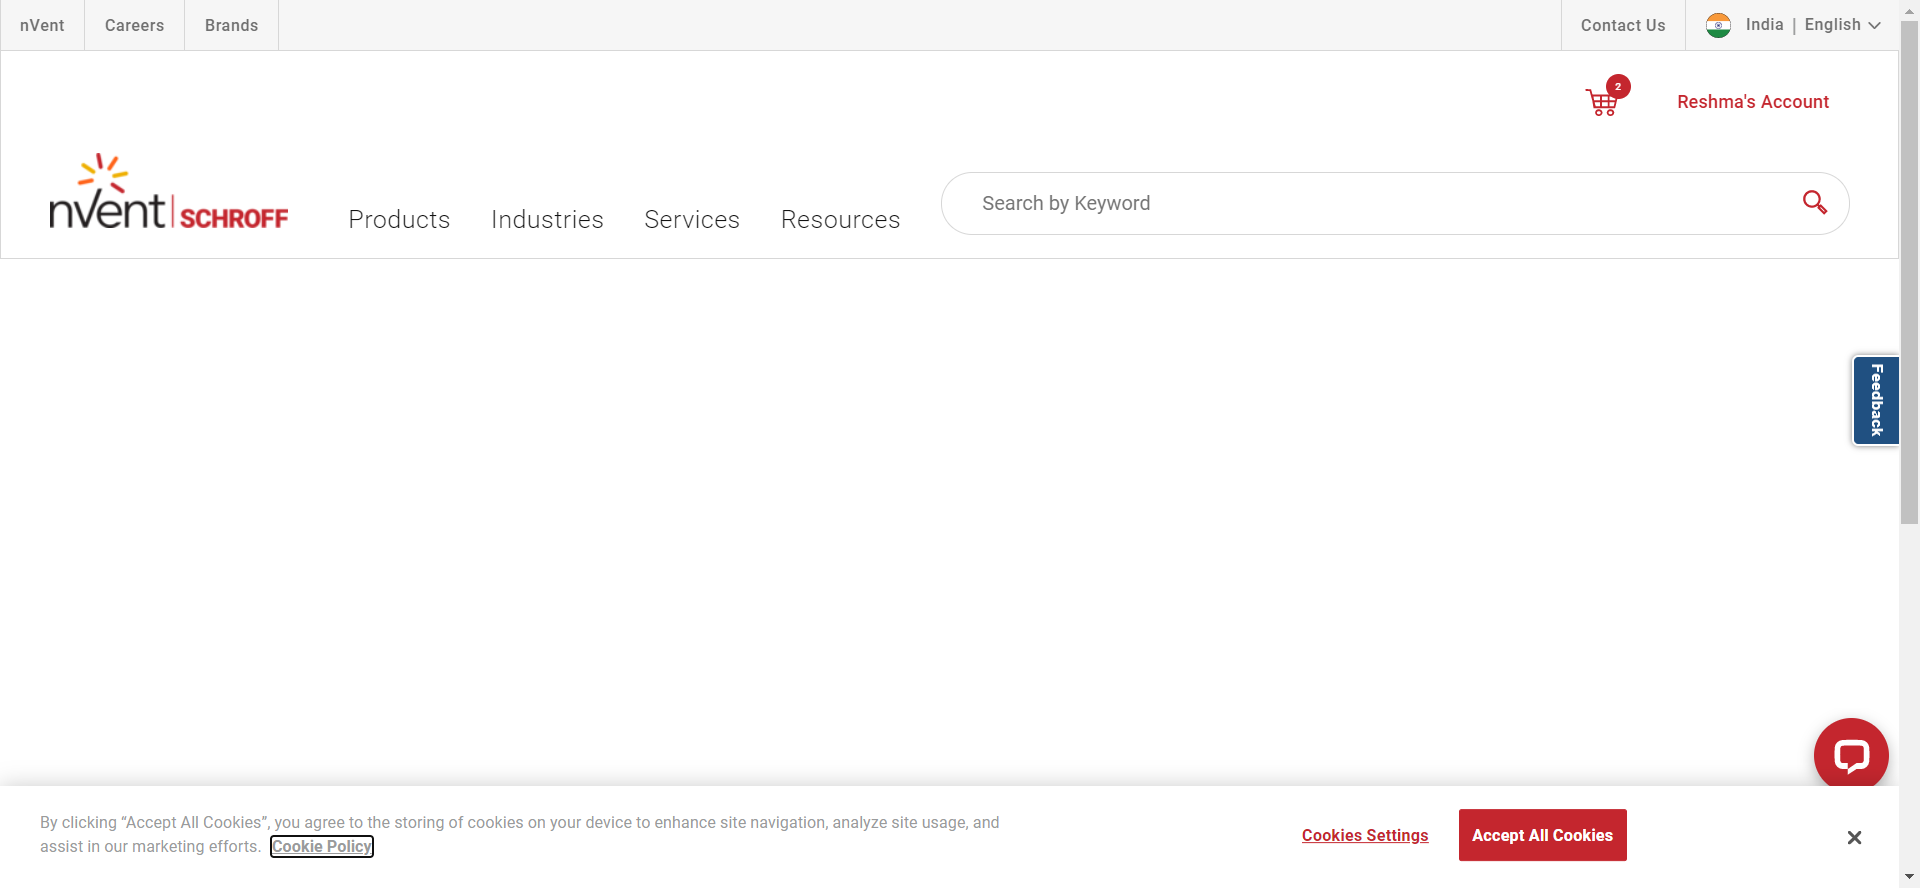 nVent Careers Brands Contact Us India | English
2 Reshma's Account
nVent SCHROFF Products Industries Services Resources Search by Keyword
Feedback
By clicking “Accept All Cookies”, you agree to the storing of cookies on your device to enhance site navigation, analyze site usage, and
assist in our marketing efforts. Cookie Policy
Cookies Settings Accept All Cookies